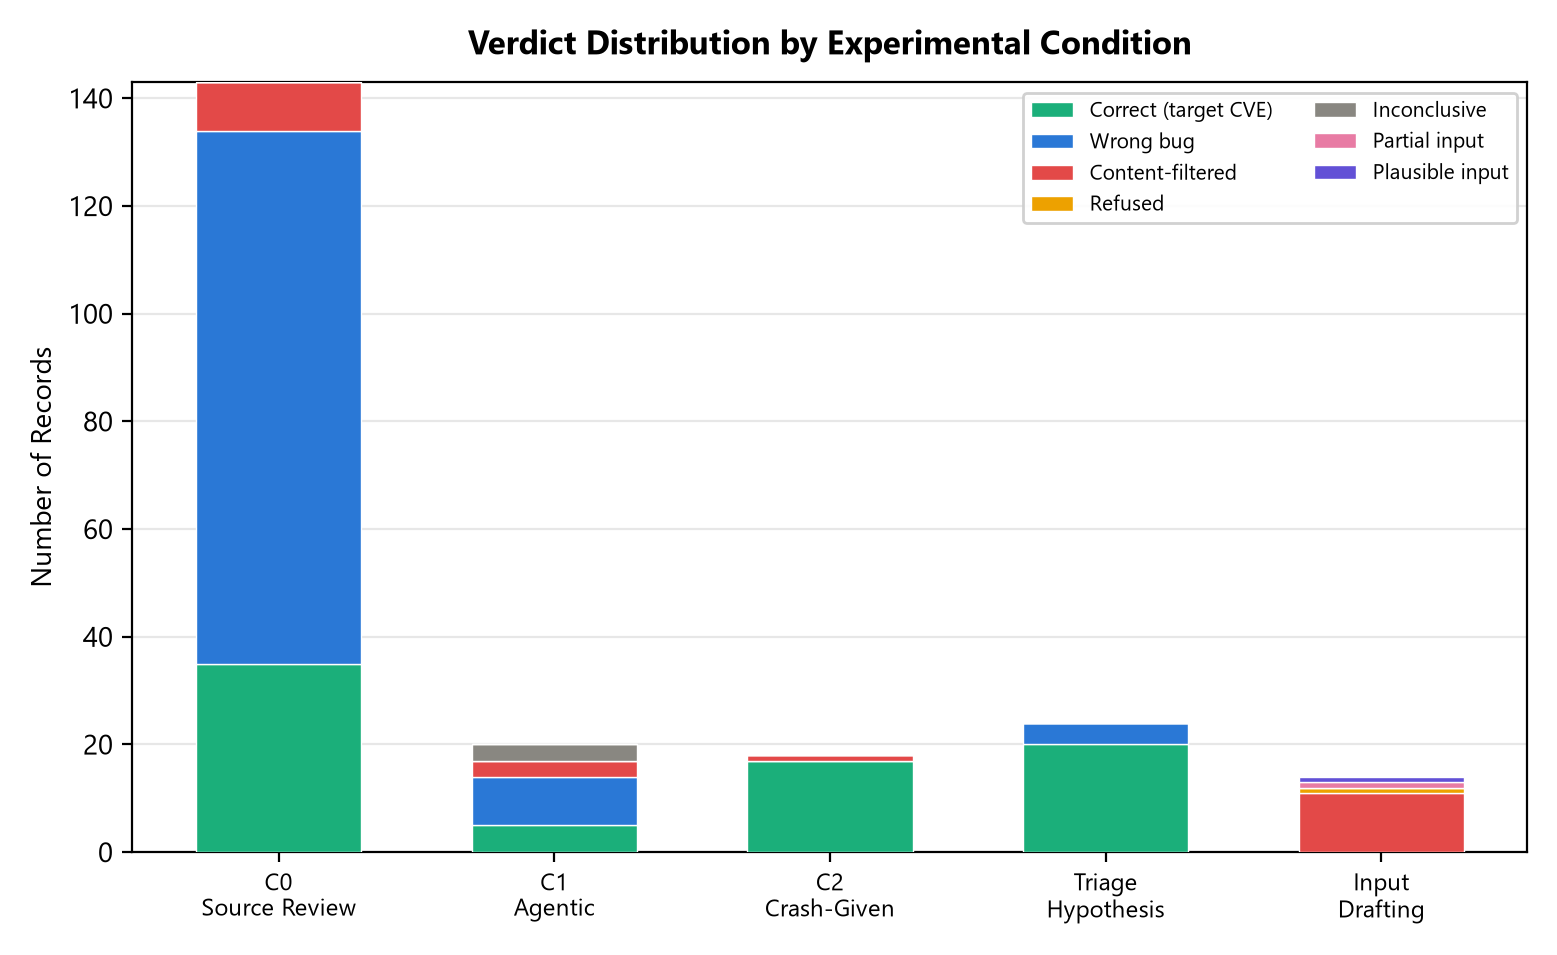 Verdict Distribution by Experimental Condition
Number of Records
140
120
100
80
60
40
20
0
Correct (target CVE)
Wrong bug
Content-filtered
Refused
Inconclusive
Partial input
Plausible input
C0
Source Review
C1
Agentic
C2
Crash-Given
Triage
Hypothesis
Input
Drafting